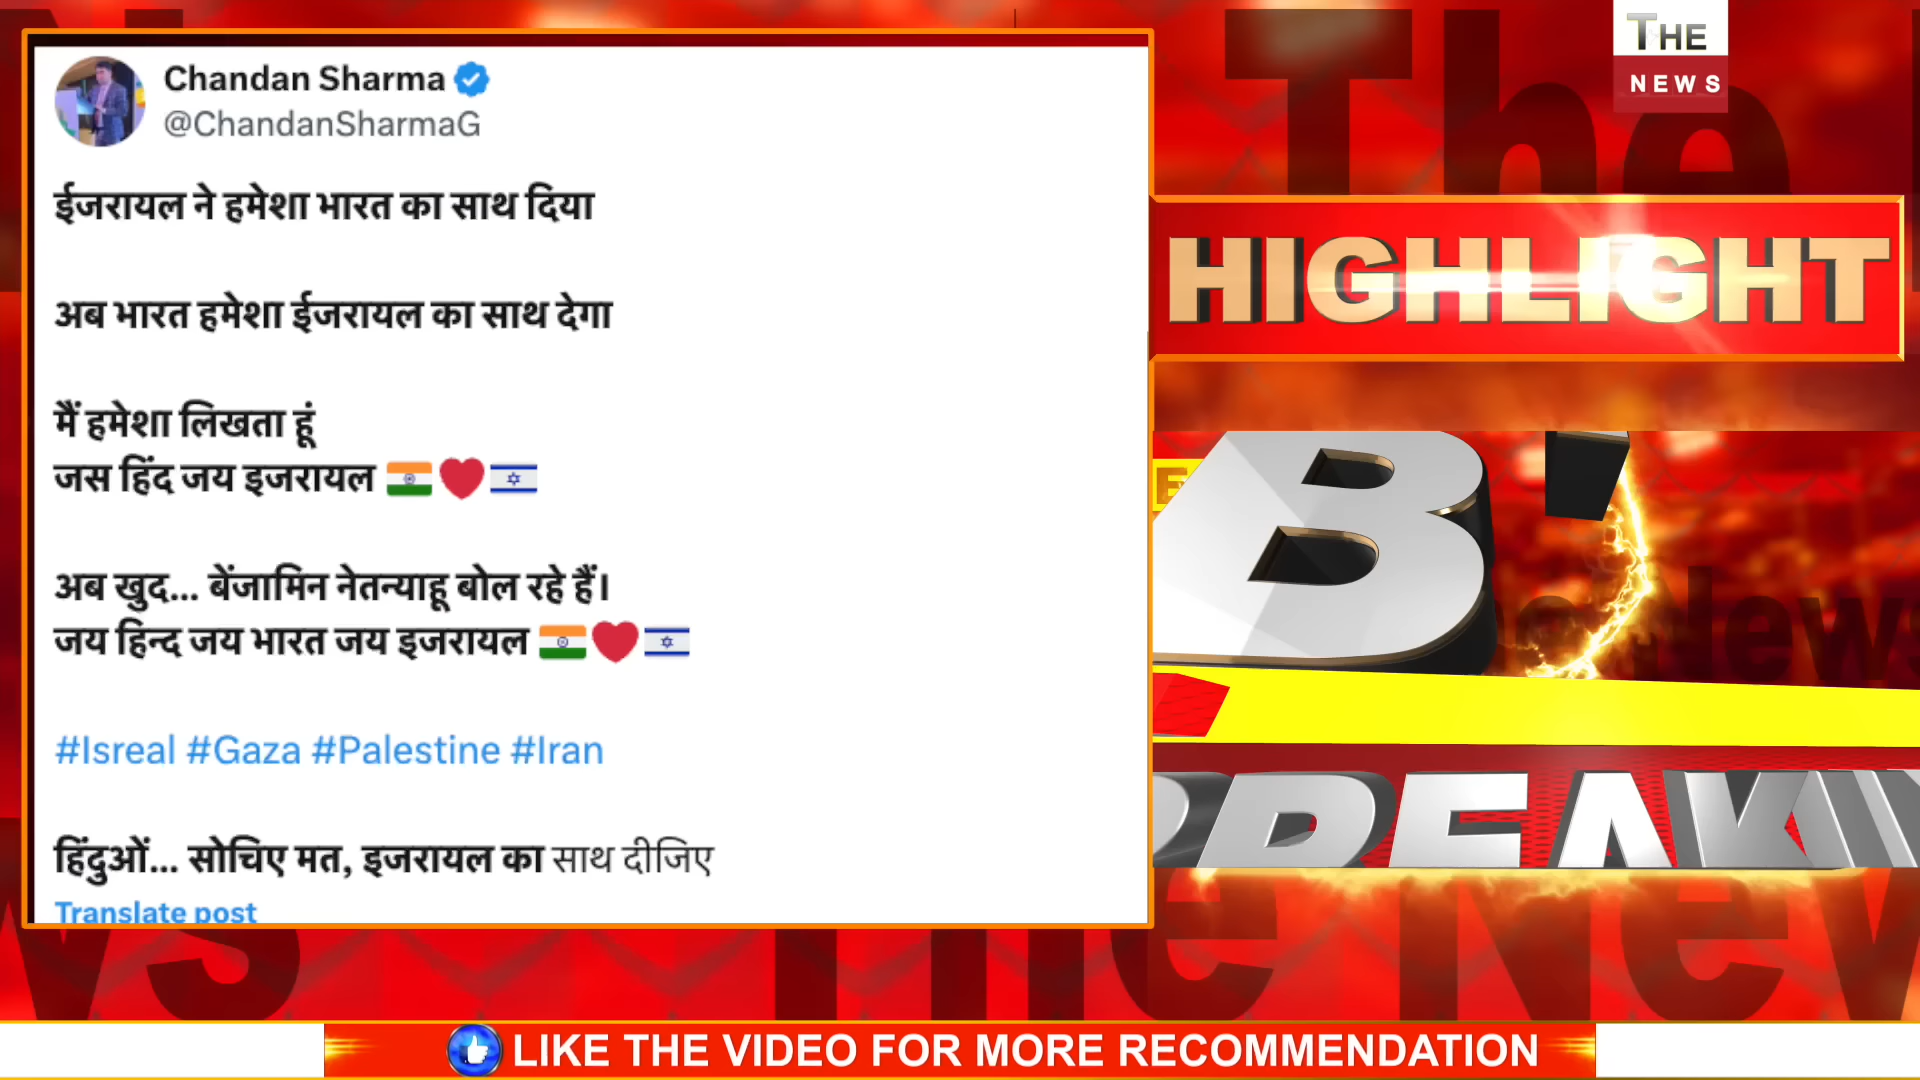 Chandan Sharma
@ChandanSharmaG
ईजरायल ने हमेशा भारत का साथ दिया
अब भारत हमेशा ईजरायल का साथ देगा
मैं हमेशा लिखता हूं
जस हिंद जय इजरायल 🇮🇳❤️🇮🇱
अब खुद... बेंजामिन नेतन्याहू बोल रहे हैं।
जय हिन्द जय भारत जय इजरायल 🇮🇳❤️🇮🇱
#Isreal #Gaza #Palestine #Iran
हिंदुओं... सोचिए मत, इजरायल का साथ दीजिए
Translate post
THE
NEWS
HIGHLIGHT
LIKE THE VIDEO FOR MORE RECOMMENDATION